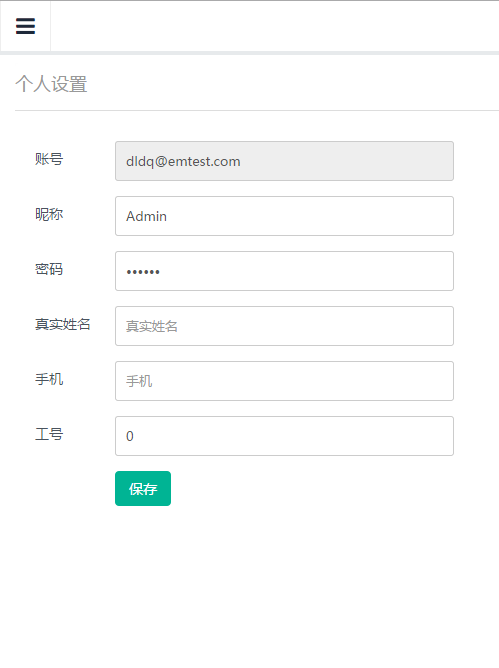 个人设置
账号
dldq@emtest.com
昵称
Admin
密码
••••••
真实姓名
真实姓名
手机
手机
工号
0
保存